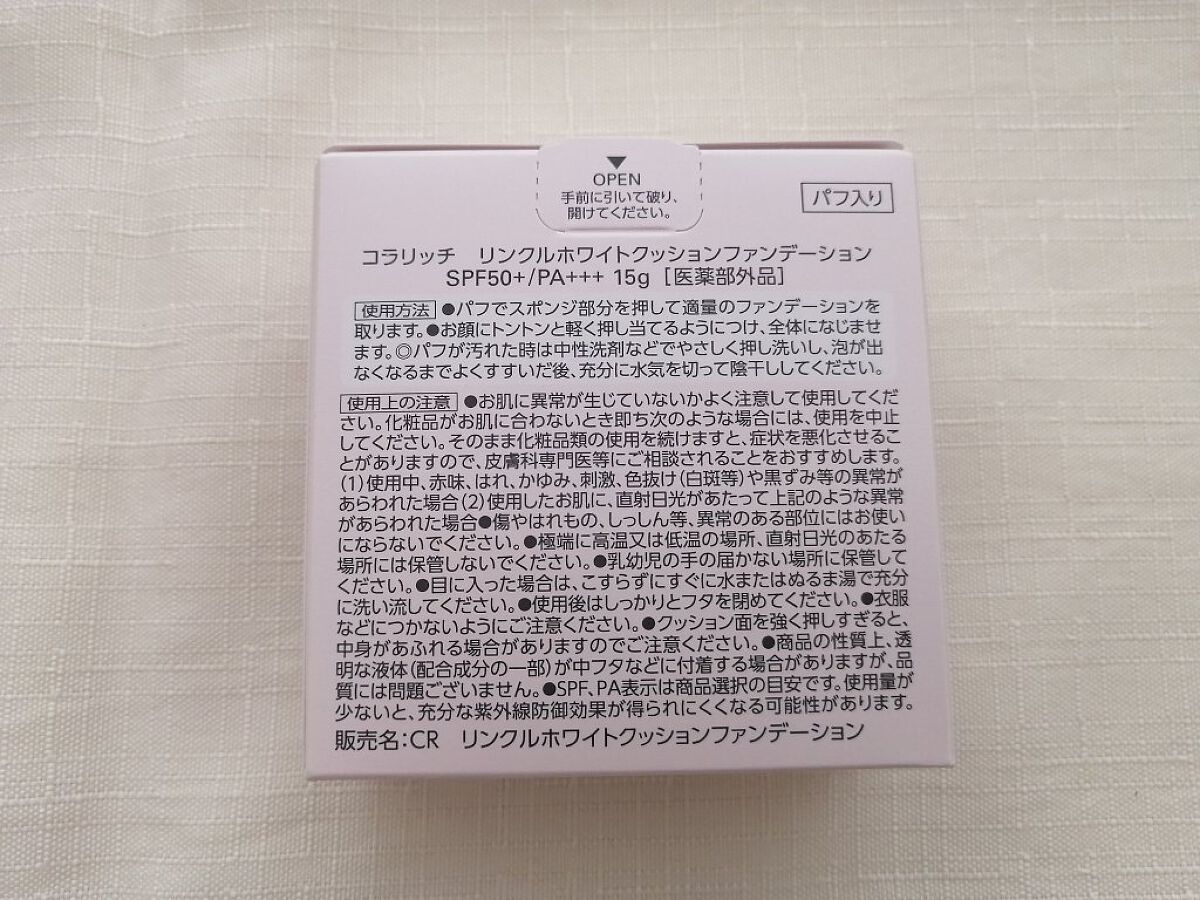 ▼
OPEN
手前に引いて破り、
開けてください。
パフ入り
コラリッチ　リンクルホワイトクッションファンデーション
SPF50+/PA+++ 15g［医薬部外品］
使用方法 ●パフでスポンジ部分を押して適量のファンデーションを
取ります。●お顔にトントンと軽く押し当てるようにつけ、全体になじませ
ます。◎パフが汚れた時は中性洗剤などでやさしく押し洗いし、泡が出
なくなるまでよくすすいだ後、充分に水気を切って陰干ししてください。
使用上の注意 ●お肌に異常が生じていないかよく注意して使用してくだ
さい。化粧品がお肌に合わないとき即ち次のような場合には、使用を中止
してください。そのまま化粧品類の使用を続けますと、症状を悪化させるこ
とがありますので、皮膚科専門医等にご相談されることをおすすめします。
(1)使用中、赤味、はれ、かゆみ、刺激、色抜け(白斑等)や黒ずみ等の異常が
あらわれた場合(2)使用したお肌に、直射日光があたって上記のような異常
があらわれた場合●傷やはれもの、しっしん等、異常のある部位にはお使い
にならないでください。●極端に高温又は低温の場所、直射日光のあたる
場所には保管しないでください。●乳幼児の手の届かない場所に保管して
ください。●目に入った場合は、こすらずにすぐに水またはぬるま湯で充分
に洗い流してください。●使用後はしっかりとフタを閉めてください。●衣服
などにつかないようにご注意ください。●クッション面を強く押しすぎると、
中身があふれる場合がありますのでご注意ください。●商品の性質上、透
明な液体(配合成分の一部)が中フタなどに付着する場合がありますが、品
質には問題ございません。●SPF、PA表示は商品選択の目安です。使用量が
少ないと、充分な紫外線防御効果が得られにくくなる可能性があります。
販売名：CR　リンクルホワイトクッションファンデーション